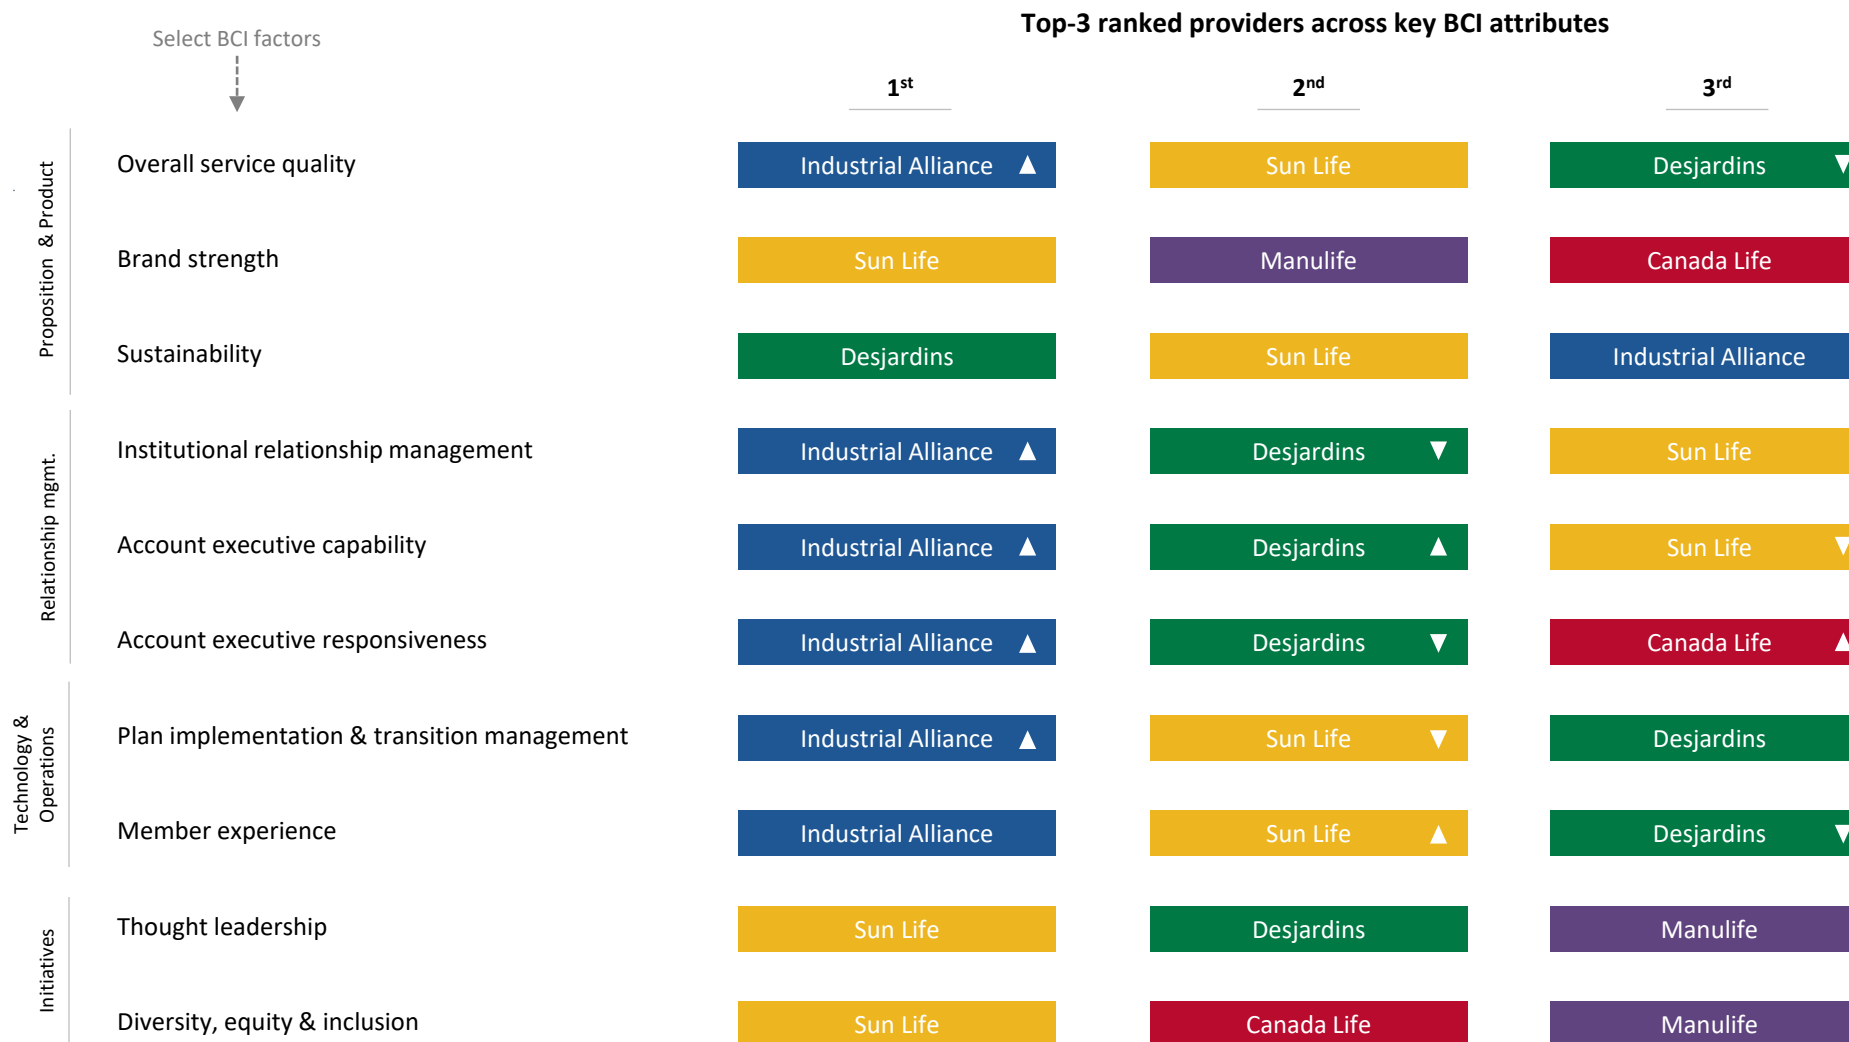 Top-3 ranked providers across key BCI attributes
Select BCI factors
1st
2nd
3rd
Proposition & Product
Overall service quality
Industrial Alliance ▲
Sun Life
Desjardins ▼
Brand strength
Sun Life
Manulife
Canada Life
Sustainability
Desjardins
Sun Life
Industrial Alliance
Relationship mgmt.
Institutional relationship management
Industrial Alliance ▲
Desjardins ▼
Sun Life
Account executive capability
Industrial Alliance ▲
Desjardins ▲
Sun Life ▼
Account executive responsiveness
Industrial Alliance ▲
Desjardins ▼
Canada Life ▲
Technology &
Operations
Plan implementation & transition management
Industrial Alliance ▲
Sun Life ▼
Desjardins
Member experience
Industrial Alliance
Sun Life ▲
Desjardins ▼
Initiatives
Thought leadership
Sun Life
Desjardins
Manulife
Diversity, equity & inclusion
Sun Life
Canada Life
Manulife